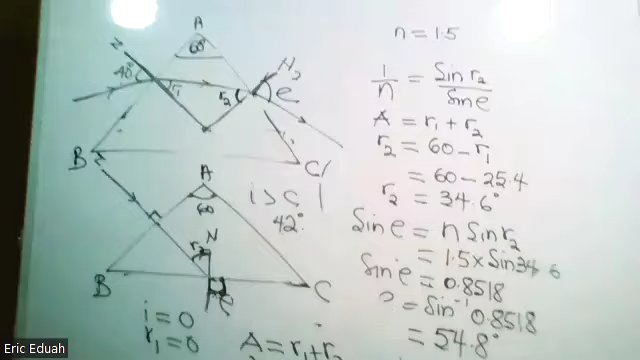 A
60°
N
40°
r₁
r₂
N₂
e
B
C
n = 1.5
1/n = Sin r₂/Sin e
A = r₁ + r₂
r₂ = 60 - r₁
= 60 - 25.4
r₂ = 34.6°
Sin e = n Sin r₂
= 1.5 x Sin 34.6
Sin e = 0.8518
= Sin⁻¹ 0.8518
= 54.8°
A
60
i > c
42°
N
r₂
B
C
i = 0
r₁ = 0
A = r₁ + r₂
Eric Eduah